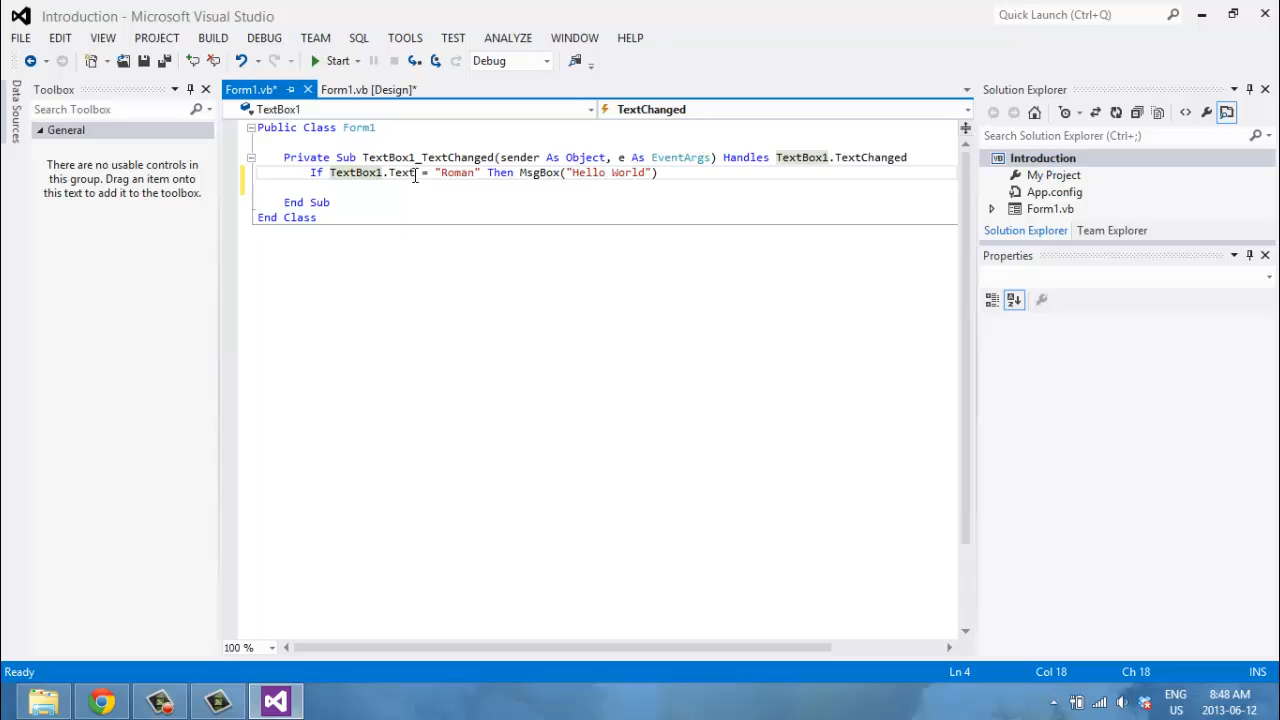 Introduction - Microsoft Visual Studio
Quick Launch (Ctrl+Q)
FILE EDIT VIEW PROJECT BUILD DEBUG TEAM SQL TOOLS TEST ANALYZE WINDOW HELP
Start
Debug
Data Sources
Toolbox
Search Toolbox
General
There are no usable controls in
this group. Drag an item onto
this text to add it to the toolbox.
Form1.vb*
Form1.vb [Design]*
TextBox1
TextChanged
Public Class Form1
Private Sub TextBox1_TextChanged(sender As Object, e As EventArgs) Handles TextBox1.TextChanged
If TextBox1.Text = "Roman" Then MsgBox("Hello World")
End Sub
End Class
100 %
Solution Explorer
Search Solution Explorer (Ctrl+;)
Introduction
My Project
App.config
Form1.vb
Solution Explorer Team Explorer
Properties
Ready
Ln 4 Col 18 Ch 18 INS
ENG
US
8:48 AM
2013-06-12